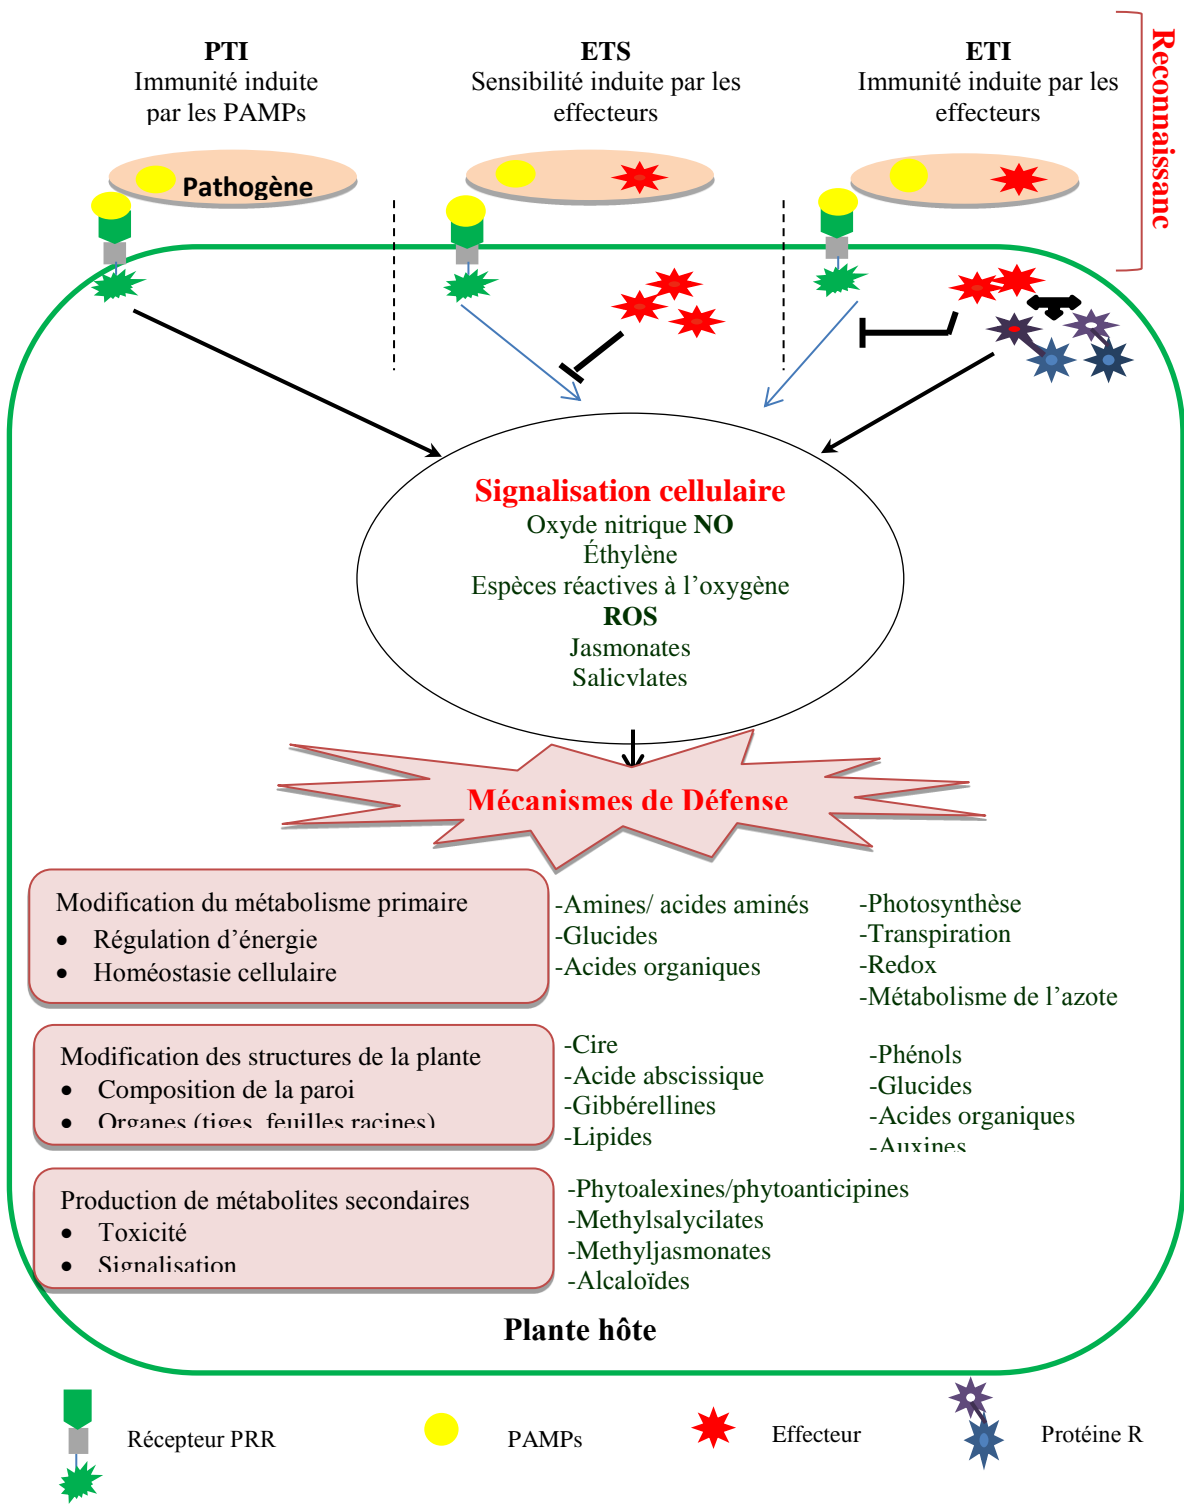 PTI
Immunité induite
par les PAMPs
ETS
Sensibilité induite par les
effecteurs
ETI
Immunité induite par les
effecteurs
Reconnaissanc
Pathogène
Signalisation cellulaire
Oxyde nitrique NO
Éthylène
Espèces réactives à l’oxygène
ROS
Jasmonates
Salicylates
Mécanismes de Défense
Modification du métabolisme primaire
• Régulation d’énergie
• Homéostasie cellulaire
-Amines/ acides aminés
-Glucides
-Acides organiques
-Photosynthèse
-Transpiration
-Redox
-Métabolisme de l’azote
Modification des structures de la plante
• Composition de la paroi
• Organes (tiges, feuilles racines)
-Cire
-Acide abscissique
-Gibbérellines
-Lipides
-Phénols
-Glucides
-Acides organiques
-Auxines
Production de métabolites secondaires
• Toxicité
• Signalisation
-Phytoalexines/phytoanticipines
-Methylsalycilates
-Methyljasmonates
-Alcaloïdes
Plante hôte
Récepteur PRR
PAMPs
Effecteur
Protéine R